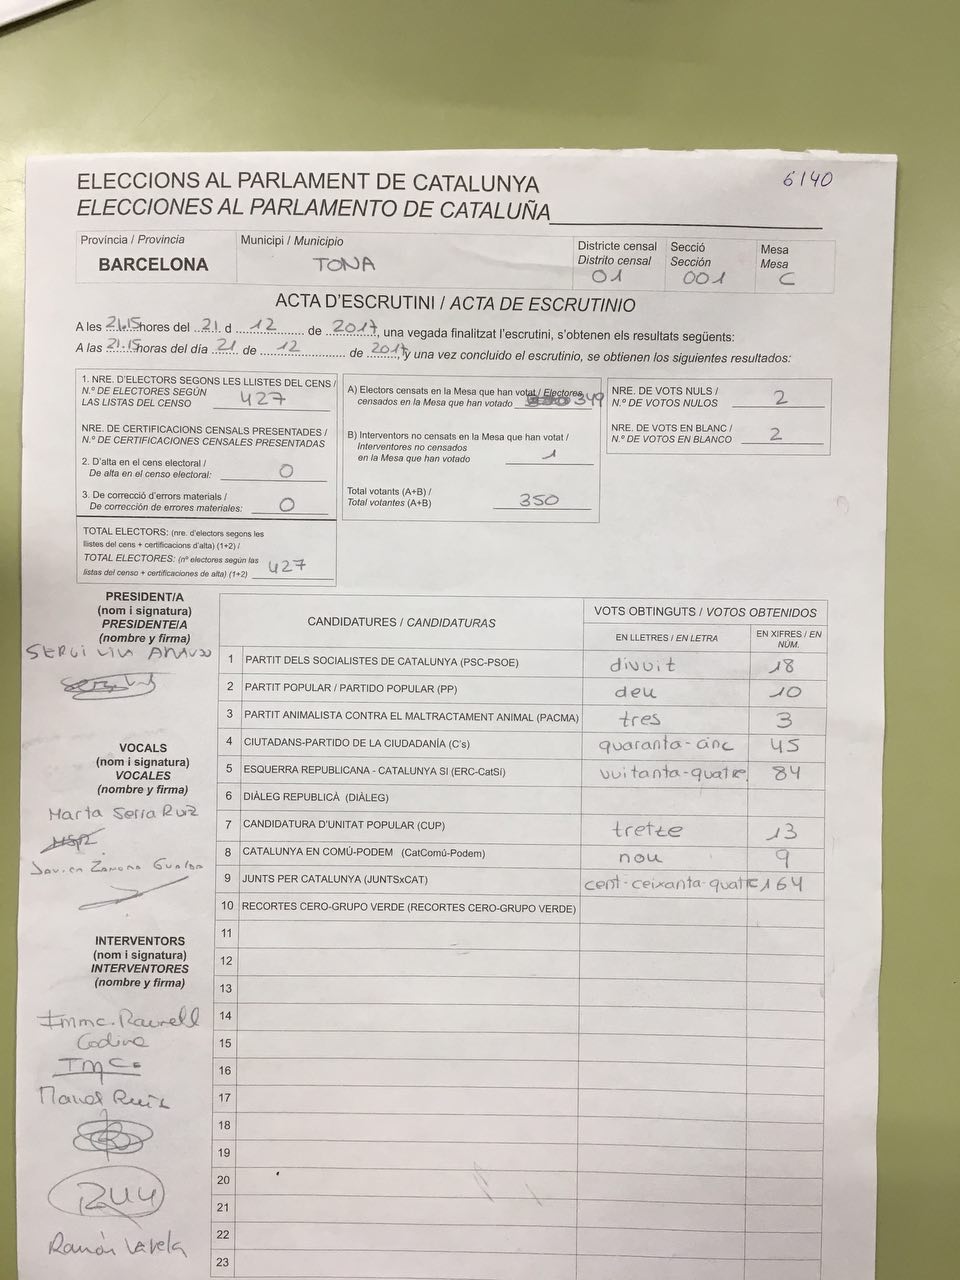 6140
ELECCIONS AL PARLAMENT DE CATALUNYA
ELECCIONES AL PARLAMENTO DE CATALUÑA
Província / Provincia
BARCELONA
Municipi / Municipio
TONA
Districte censal
Distrito censal
01
Secció
Sección
001
Mesa
Mesa
C
ACTA D'ESCRUTINI / ACTA DE ESCRUTINIO
A les 21.15 hores del 21 d 12 de 2017, una vegada finalitzat l'escrutini, s'obtenen els resultats següents:
A las 21.15 horas del día 21 de 12 de 2017, y una vez concluido el escrutinio, se obtienen los siguientes resultados:
1. NRE. D'ELECTORS SEGONS LES LLISTES DEL CENS /
N.º DE ELECTORES SEGÚN
LAS LISTAS DEL CENSO 427
NRE. DE CERTIFICACIONS CENSALS PRESENTADES /
N.º DE CERTIFICACIONES CENSALES PRESENTADAS
2. D'alta en el cens electoral /
De alta en el censo electoral: 0
3. De correcció d'errors materials /
De corrección de errores materiales: 0
TOTAL ELECTORS: (nre. d'electors segons les
llistes del cens + certificacions d'alta) (1+2) /
TOTAL ELECTORES: (nº electores según las
listas del censo + certificaciones de alta) (1+2) 427
A) Electors censats en la Mesa que han votat / Electores
censados en la Mesa que han votado 349
B) Interventors no censats en la Mesa que han votat /
Interventores no censados
en la Mesa que han votado 1
Total votants (A+B) /
Total votantes (A+B) 350
NRE. DE VOTS NULS /
N.º DE VOTOS NULOS 2
NRE. DE VOTS EN BLANC /
N.º DE VOTOS EN BLANCO 2
PRESIDENT/A
(nom i signatura)
PRESIDENTE/A
(nombre y firma)
VOCALS
(nom i signatura)
VOCALES
(nombre y firma)
Marta Serra Ruiz
Javier Zamora
INTERVENTORS
(nom i signatura)
INTERVENTORES
(nombre y firma)
Imma. Raurell
Codina
Manel Ruiz
Ramón Varela
CANDIDATURES / CANDIDATURAS
VOTS OBTINGUTS / VOTOS OBTENIDOS
EN LLETRES / EN LETRA
EN XIFRES / EN
NÚM.
1 PARTIT DELS SOCIALISTES DE CATALUNYA (PSC-PSOE) divuit 18
2 PARTIT POPULAR / PARTIDO POPULAR (PP) deu 10
3 PARTIT ANIMALISTA CONTRA EL MALTRACTAMENT ANIMAL (PACMA) tres 3
4 CIUTADANS-PARTIDO DE LA CIUDADANÍA (C's) quaranta-cinc 45
5 ESQUERRA REPUBLICANA - CATALUNYA SI (ERC-CatSí) vuitanta-quatre 84
6 DIÀLEG REPUBLICÀ (DIÀLEG)
7 CANDIDATURA D'UNITAT POPULAR (CUP) tretze 13
8 CATALUNYA EN COMÚ-PODEM (CatComú-Podem) nou 9
9 JUNTS PER CATALUNYA (JUNTSxCAT) cent-ceixanta-quatre 164
10 RECORTES CERO-GRUPO VERDE (RECORTES CERO-GRUPO VERDE)
11
12
13
14
15
16
17
18
19
20
21
22
23